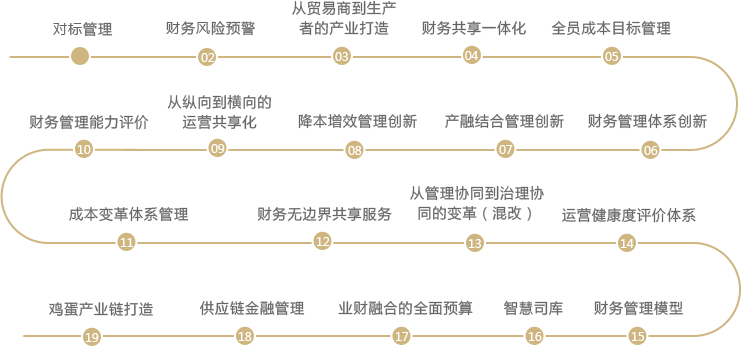 对标管理
财务风险预警
从贸易商到生产
者的产业打造
财务共享一体化
全员成本目标管理
02
03
04
05
财务管理能力评价
从纵向到横向的
运营共享化
降本增效管理创新
产融结合管理创新
财务管理体系创新
10
09
08
07
06
成本变革体系管理
财务无边界共享服务
从管理协同到治理协
同的变革（混改）
运营健康度评价体系
11
12
13
14
鸡蛋产业链打造
供应链金融管理
业财融合的全面预算
智慧司库
财务管理模型
19
18
17
16
15